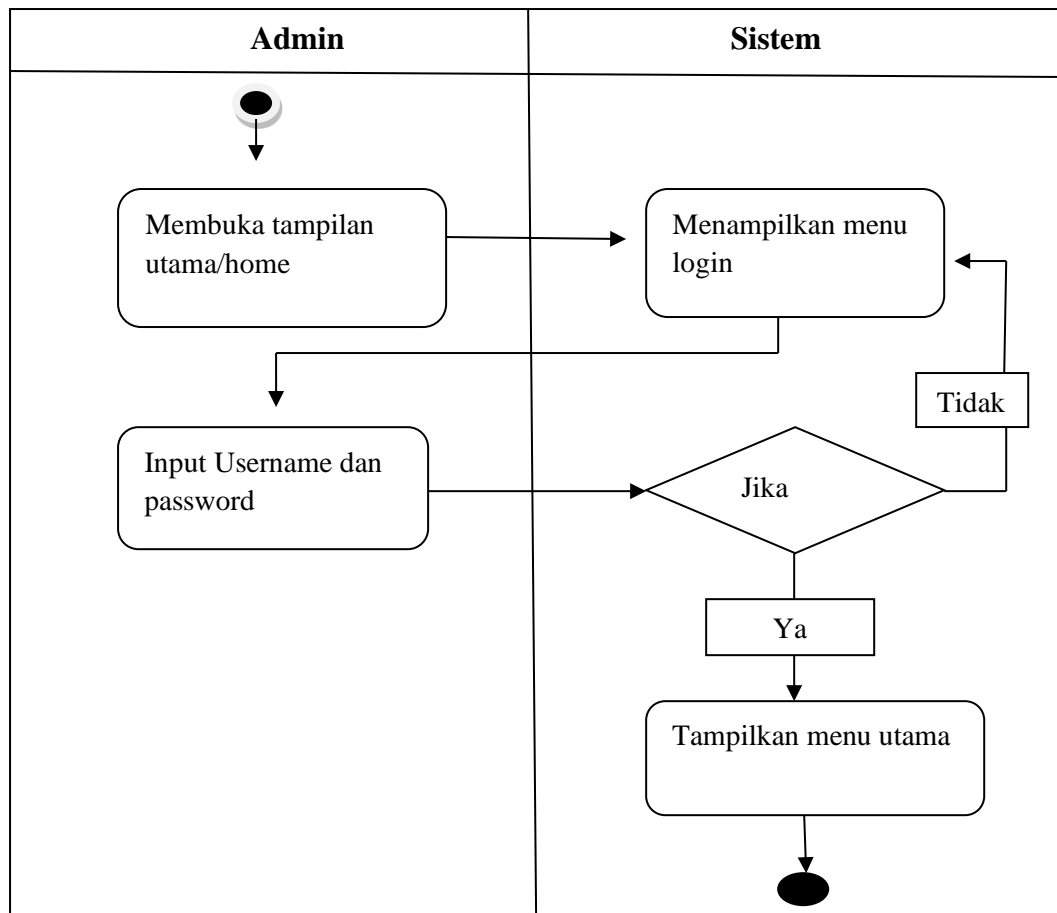 Admin
Sistem
Membuka tampilan
utama/home
Menampilkan menu
login
Tidak
Input Username dan
password
Jika
Ya
Tampilkan menu utama